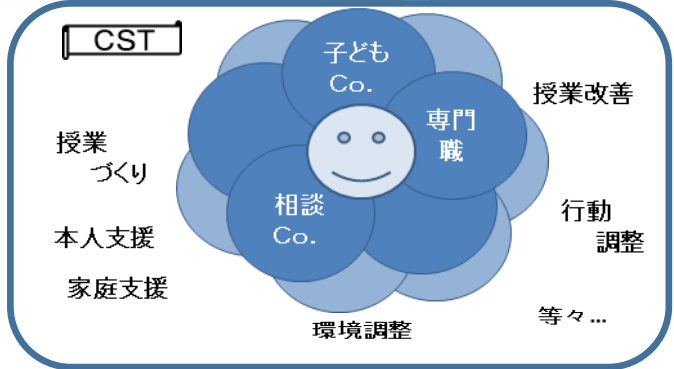 CST
子ども
Co.
専門
職
相談
Co.
授業
づくり
本人支援
家庭支援
環境調整
授業改善
行動
調整
等々...